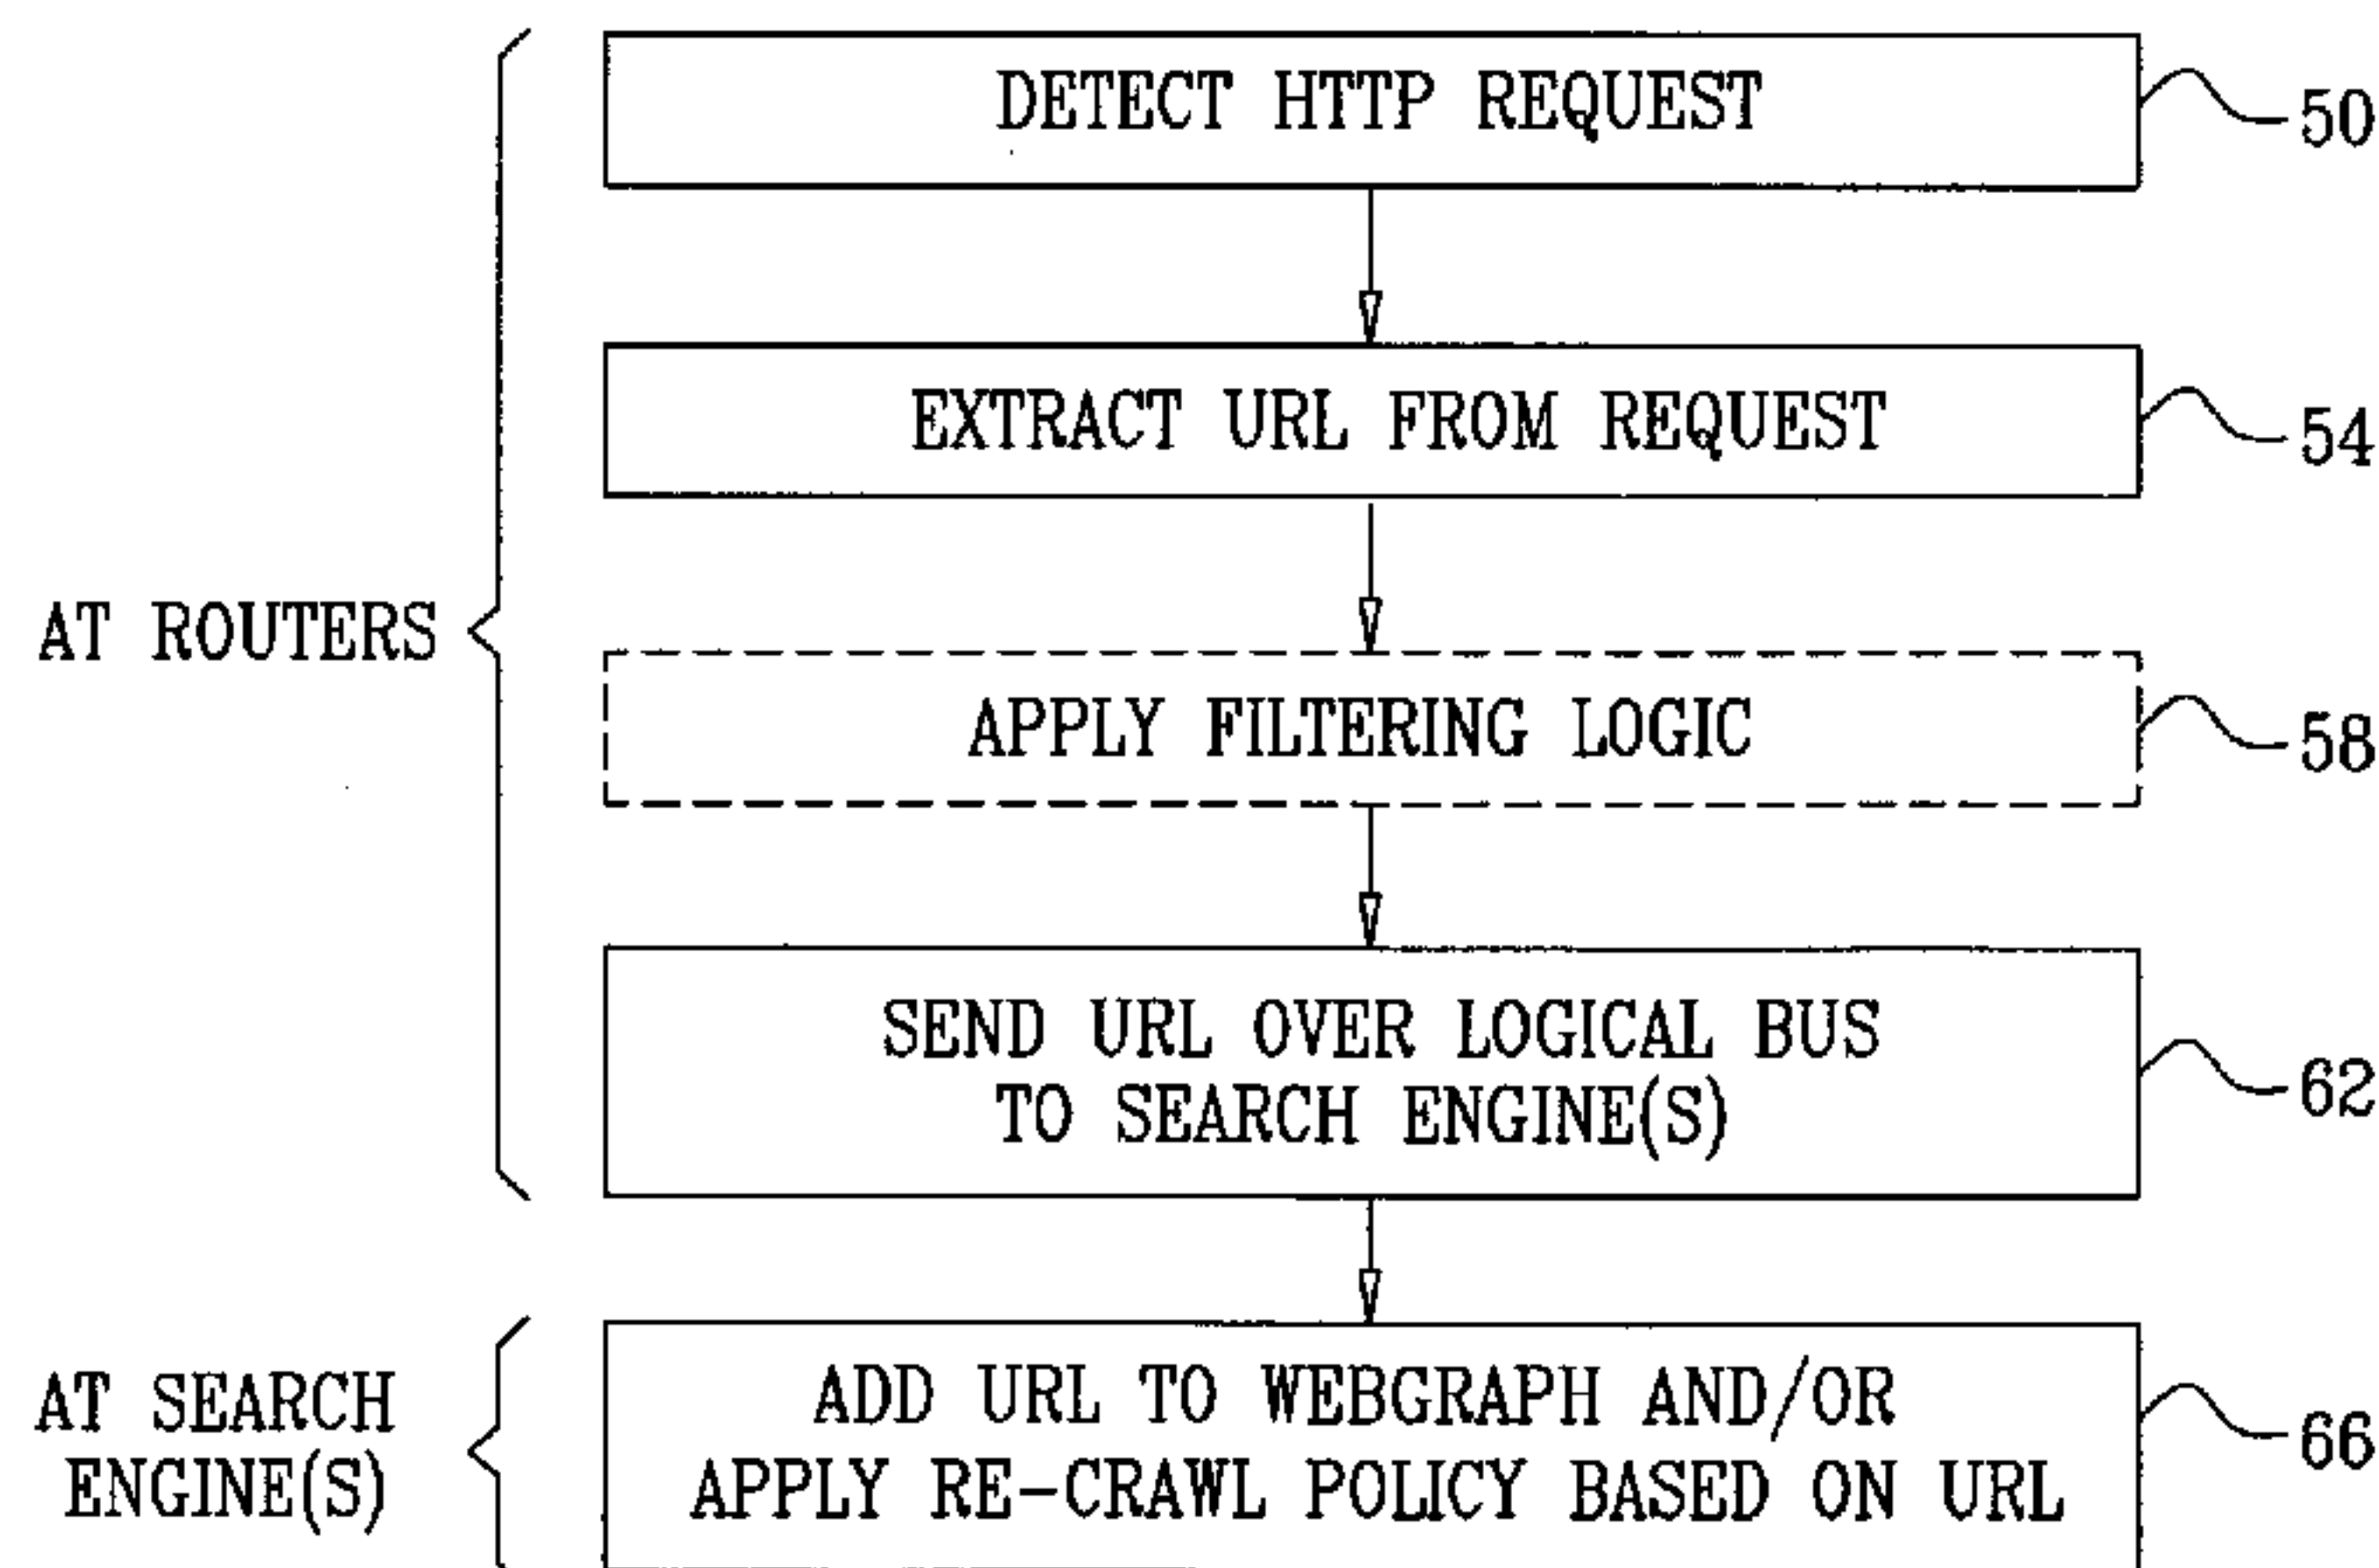 DETECT HTTP REQUEST
50
EXTRACT URL FROM REQUEST
54
AT ROUTERS
APPLY FILTERING LOGIC
58
SEND URL OVER LOGICAL BUS
TO SEARCH ENGINE(S)
62
AT SEARCH
ENGINE(S)
ADD URL TO WEBGRAPH AND/OR
APPLY RE-CRAWL POLICY BASED ON URL
66